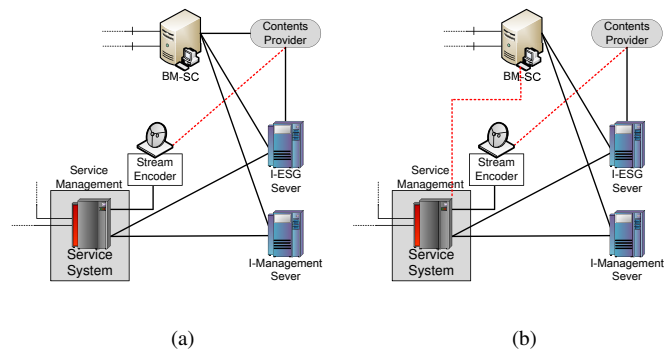 Contents
Provider
BM-SC
Service
Management
Stream
Encoder
I-ESG
Sever
Service
System
I-Management
Sever
(a)
Contents
Provider
BM-SC
Service
Management
Stream
Encoder
I-ESG
Sever
Service
System
I-Management
Sever
(b)